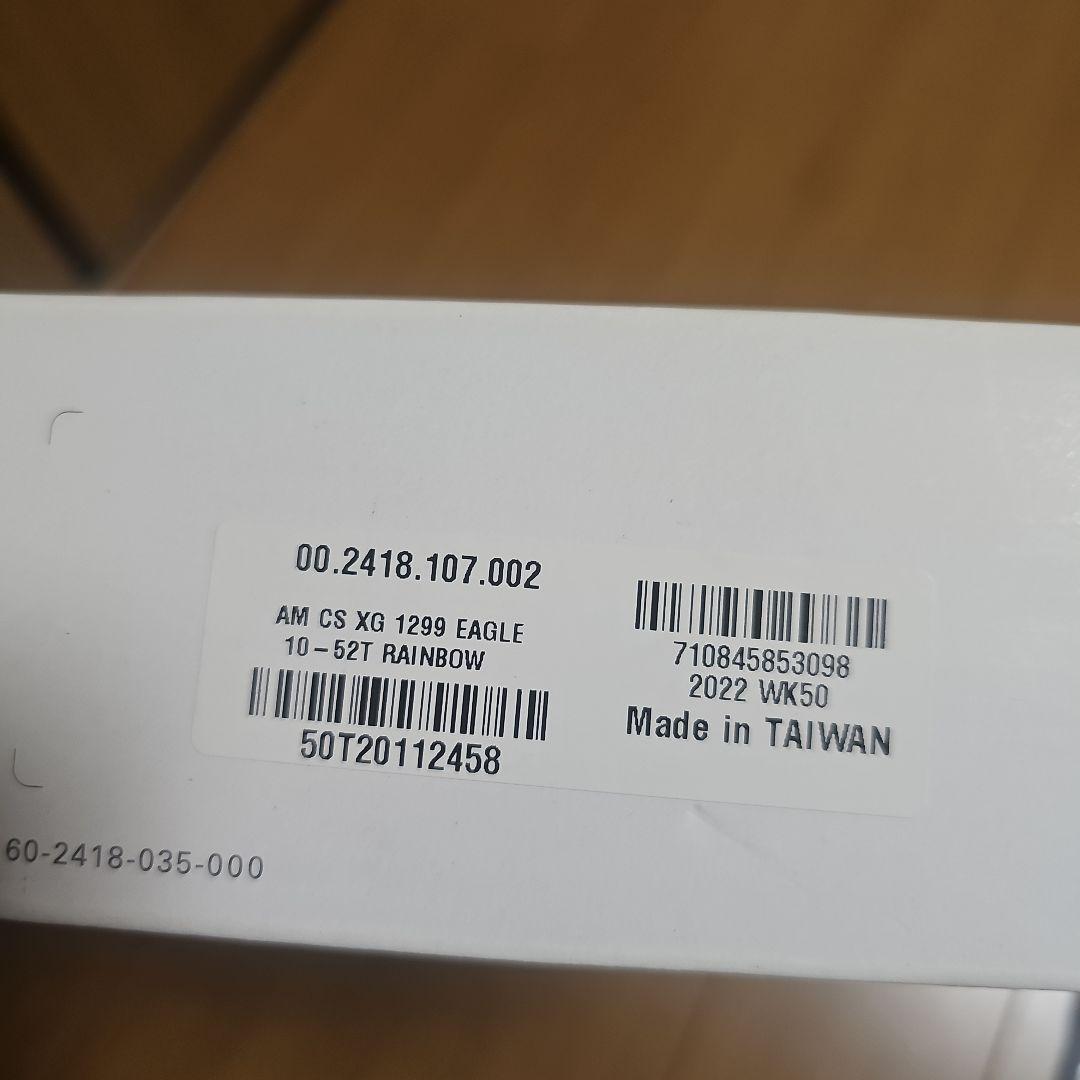 00.2418.107.002
AM CS XG 1299 EAGLE
10-52T RAINBOW
50T20112458
710845853098
2022 WK50
Made in TAIWAN
60-2418-035-000